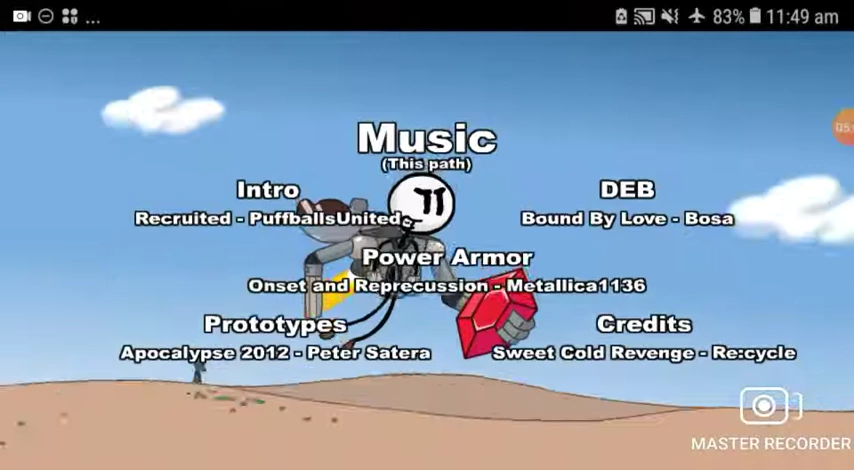 ... 83% 11:49 am
Music
(This path)
05:
Intro
DEB
Recruited - PuffballsUnited
Bound By Love - Bosa
Power Armor
Onset and Reprecussion - Metallica1136
Prototypes
Credits
Apocalypse 2012 - Peter Satera
Sweet Cold Revenge - Re:cycle
MASTER RECORDER